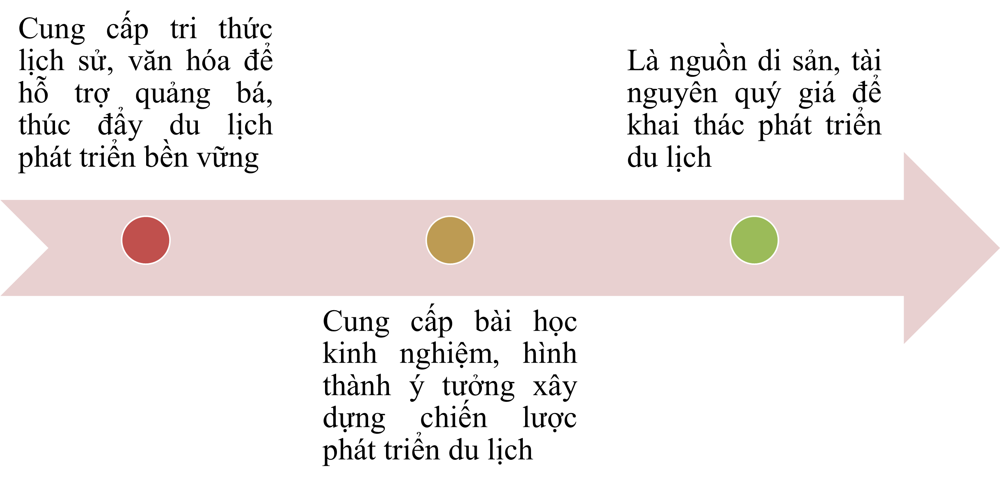 Cung cấp tri thức
lịch sử, văn hóa để
hỗ trợ quảng bá,
thúc đẩy du lịch
phát triển bền vững
Cung cấp bài học
kinh nghiệm, hình
thành ý tưởng xây
dựng chiến lược
phát triển du lịch
Là nguồn di sản, tài
nguyên quý giá để
khai thác phát triển
du lịch